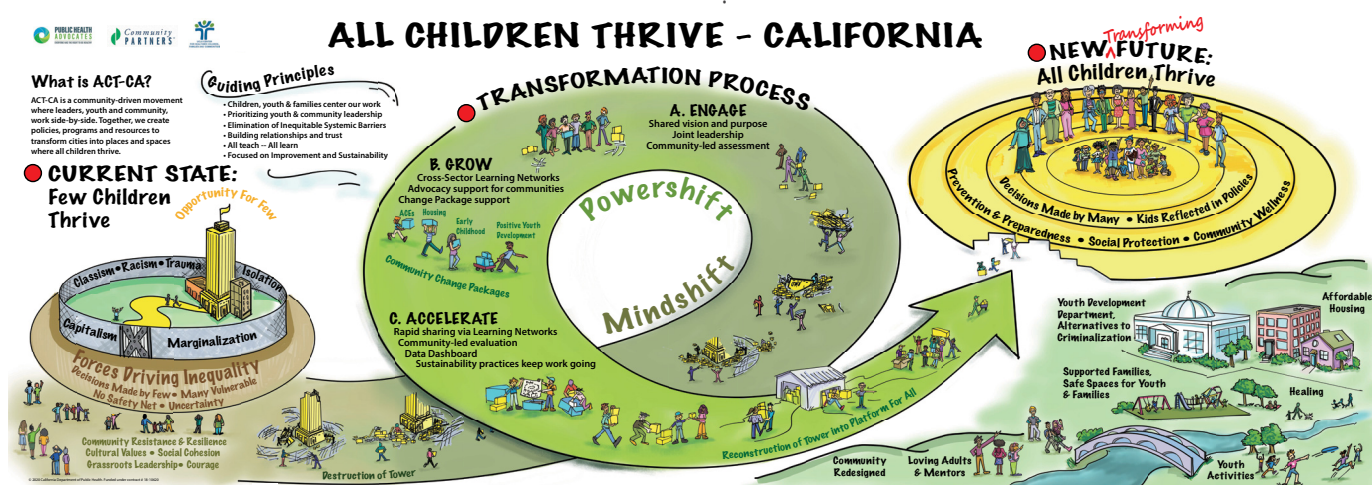 PUBLIC HEALTH
ADVOCATES
Community
PARTNERS
ALL CHILDREN THRIVE - CALIFORNIA
What is ACT-CA?
ACT-CA is a community-driven movement
where leaders, youth and community,
work side-by-side. Together, we create
policies, programs and resources to
transform cities into places and spaces
where all children thrive.
Guiding Principles
• Children, youth & families center our work
• Prioritizing youth & community leadership
• Elimination of Inequitable Systemic Barriers
• Building relationships and trust
• All teach -- All learn
• Focused on Improvement and Sustainability
CURRENT STATE:
Few Children
Thrive
Opportunity For Few
Classism • Racism • Trauma
Isolation
Capitalism
Marginalization
Forces Driving Inequality
Decisions Made by Few • Many Vulnerable
No Safety Net • Uncertainty
Community Resistance & Resilience
Cultural Values • Social Cohesion
Grassroots Leadership • Courage
Destruction of Tower
TRANSFORMATION PROCESS
A. ENGAGE
Shared vision and purpose
Joint leadership
Community-led assessment
B. GROW
Cross-Sector Learning Networks
Advocacy support for communities
Change Package support
ACEs
Housing
Early
Childhood
Positive Youth
Development
Community Change Packages
C. ACCELERATE
Rapid sharing via Learning Networks
Community-led evaluation
Data Dashboard
Sustainability practices keep work going
Powershift
Mindshift
Reconstruction of Tower into Platform For All
Transforming
NEW FUTURE:
All Children Thrive
Decisions Made by Many • Kids Reflected in Policies
Prevention & Preparedness • Social Protection • Community Wellness
Youth Development
Department,
Alternatives to
Criminalization
Affordable
Housing
Supported Families,
Safe Spaces for Youth
& Families
Healing
Community
Redesigned
Loving Adults
& Mentors
Youth
Activities